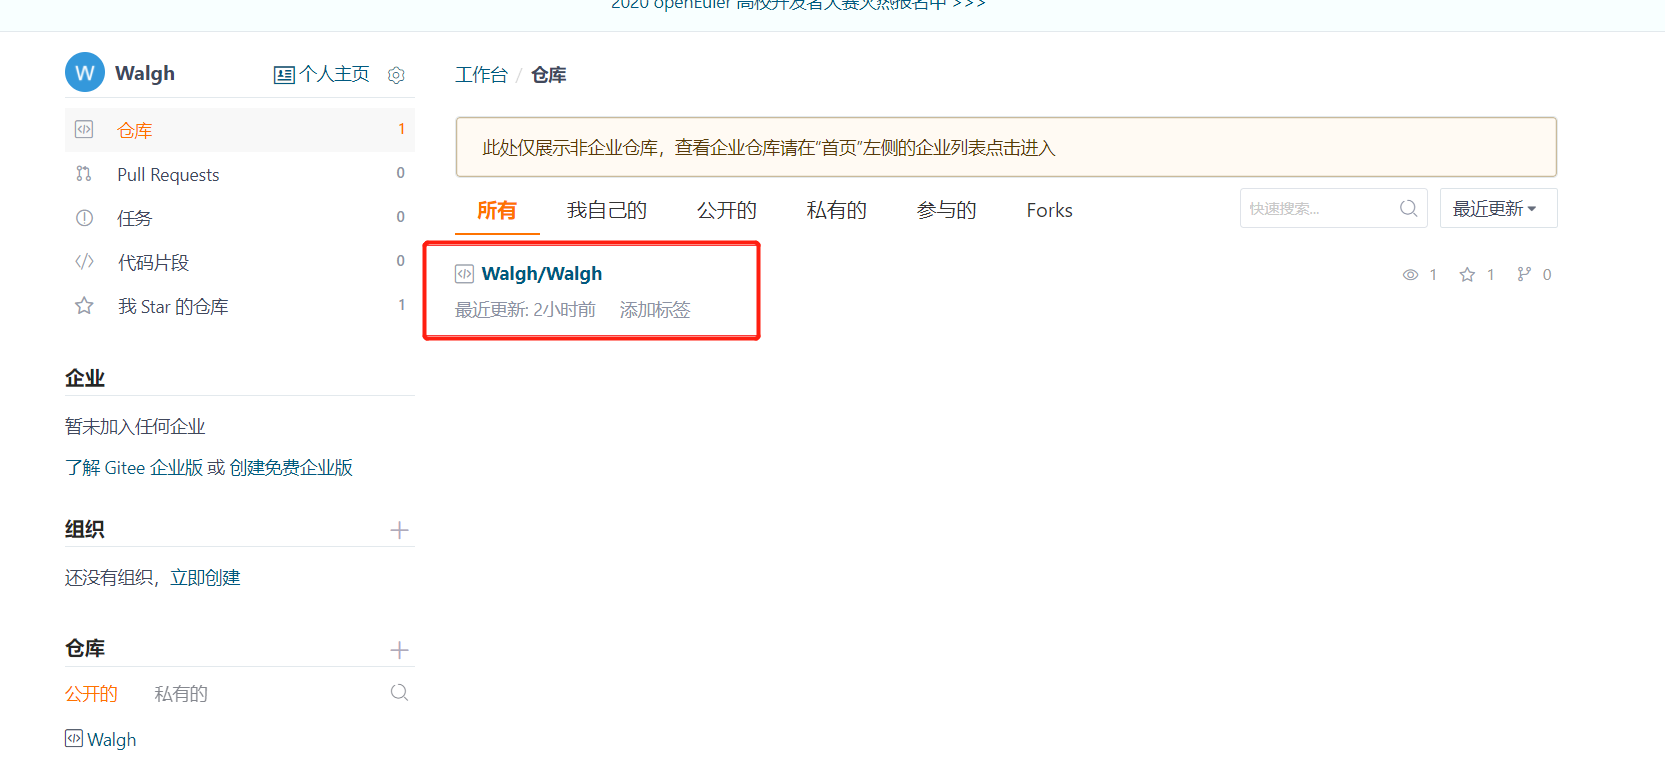 2020 openEuler 高校开发者大赛火热报名中 >>>
W Walgh 个人主页
工作台 / 仓库
仓库 1
Pull Requests 0
任务 0
代码片段 0
我 Star 的仓库 1
企业
暂未加入任何企业
了解 Gitee 企业版 或 创建免费企业版
组织
还没有组织，立即创建
仓库
公开的 私有的
Walgh
此处仅展示非企业仓库，查看企业仓库请在“首页”左侧的企业列表点击进入
所有 我自己的 公开的 私有的 参与的 Forks
快速搜索... 最近更新
Walgh/Walgh 1 1 0
最近更新: 2小时前 添加标签